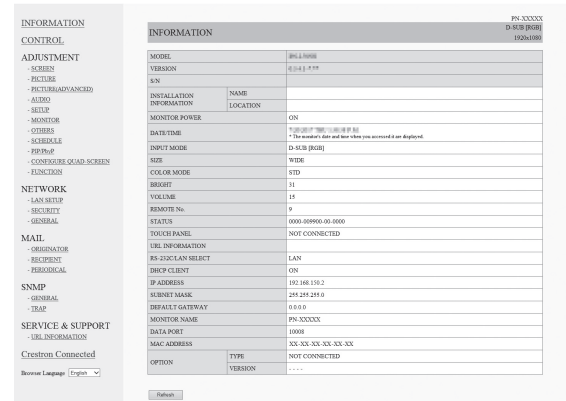 INFORMATION
CONTROL
ADJUSTMENT
- SCREEN
- PICTURE
- PICTURE(ADVANCED)
- AUDIO
- SETUP
- MONITOR
- OTHERS
- SCHEDULE
- PIP/PbyP
- CONFIGURE QUAD-SCREEN
- FUNCTION
NETWORK
- LAN SETUP
- SECURITY
- GENERAL
MAIL
- ORIGINATOR
- RECIPIENT
- PERIODICAL
SNMP
- GENERAL
- TRAP
SERVICE & SUPPORT
- URL INFORMATION
Crestron Connected
Browser Language English
PN-XXXXX
INFORMATION
D-SUB [RGB]
1920x1080
MODEL
VERSION
S/N
INSTALLATION INFORMATION NAME
LOCATION
MONITOR POWER ON
DATE/TIME
* The monitor's date and time when you accessed it are displayed.
INPUT MODE D-SUB [RGB]
SIZE WIDE
COLOR MODE STD
BRIGHT 31
VOLUME 15
REMOTE No. 9
STATUS 0000-009900-00-0000
TOUCH PANEL NOT CONNECTED
URL INFORMATION
RS-232C/LAN SELECT LAN
DHCP CLIENT ON
IP ADDRESS 192.168.150.2
SUBNET MASK 255.255.255.0
DEFAULT GATEWAY 0.0.0.0
MONITOR NAME PN-XXXXX
DATA PORT 10008
MAC ADDRESS XX-XX-XX-XX-XX-XX
OPTION TYPE NOT CONNECTED
VERSION - . - - -
Refresh